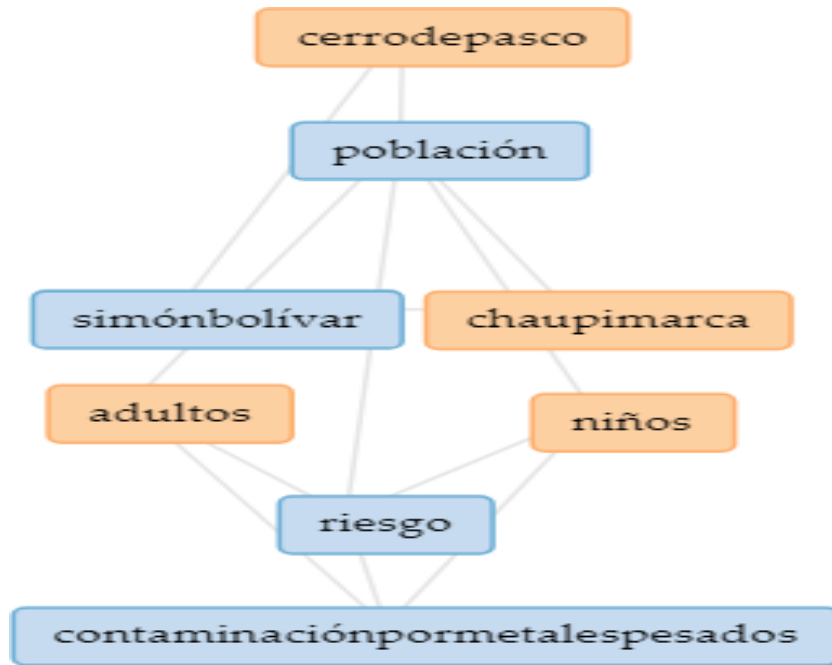 cerrodepasco
población
simónbolívar
chaupimarca
adultos
niños
riesgo
contaminaciónpormetalespesados